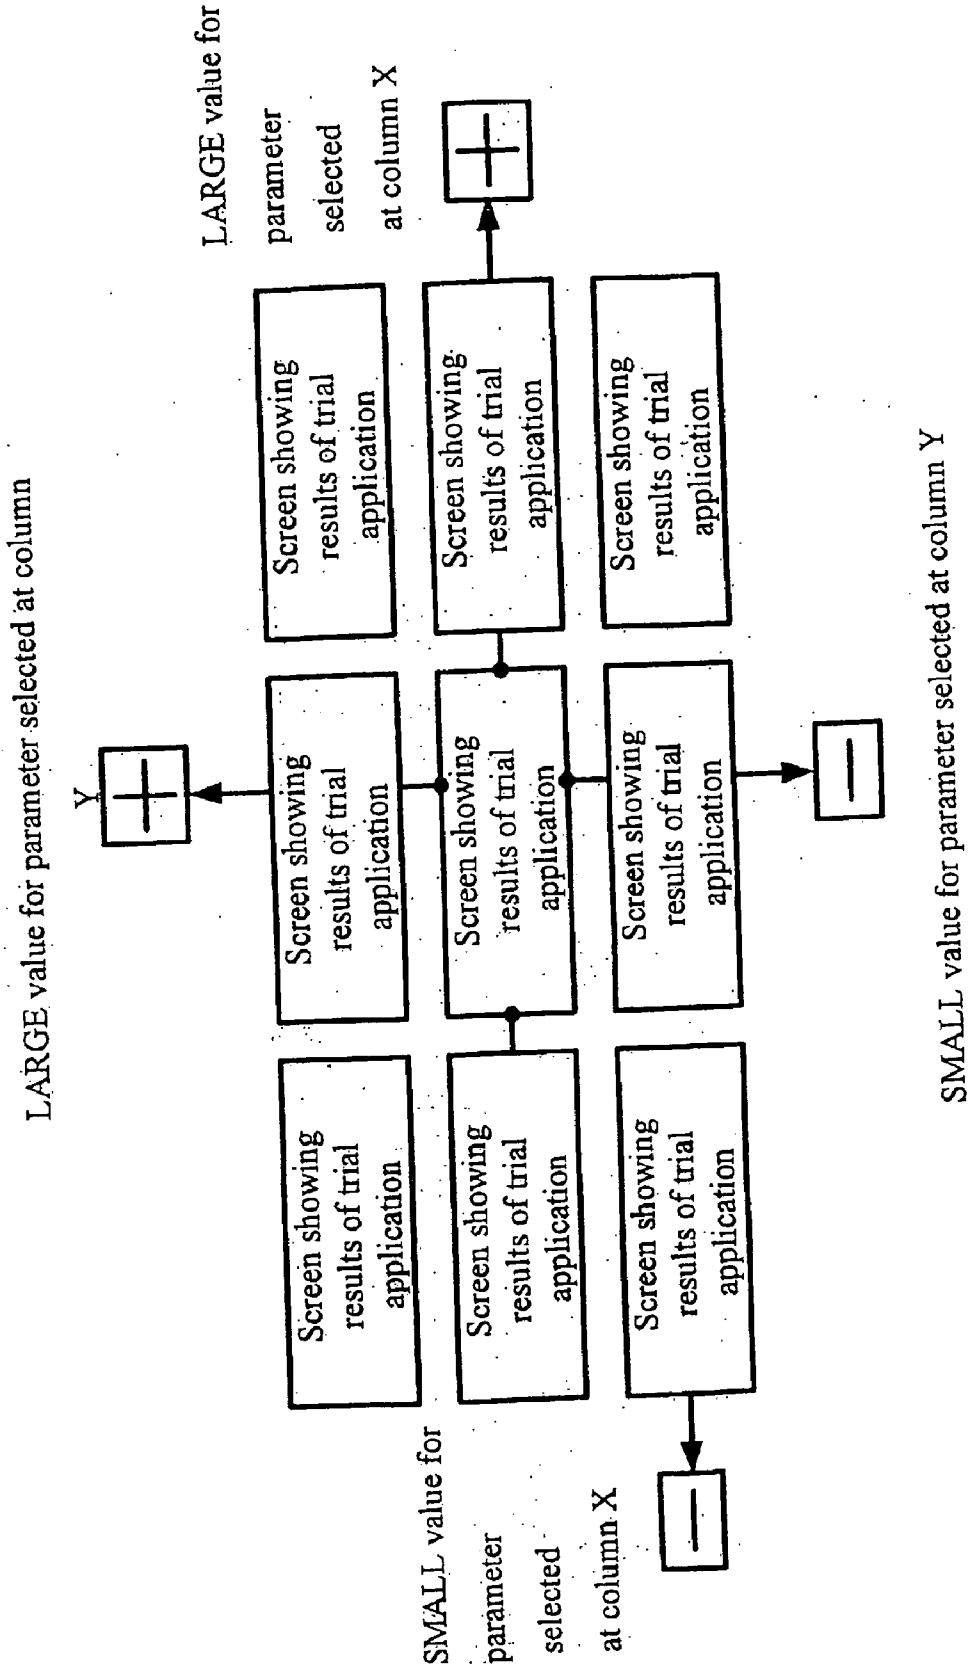 LARGE value for parameter selected at column
Y
+
LARGE value for
parameter
selected
at column X
+
Screen showing
results of trial
application
Screen showing
results of trial
application
Screen showing
results of trial
application
SMALL value for
parameter
selected
at column X
−
Screen showing
results of trial
application
Screen showing
results of trial
application
Screen showing
results of trial
application
Screen showing
results of trial
application
Screen showing
results of trial
application
Screen showing
results of trial
application
−
SMALL value for parameter selected at column Y